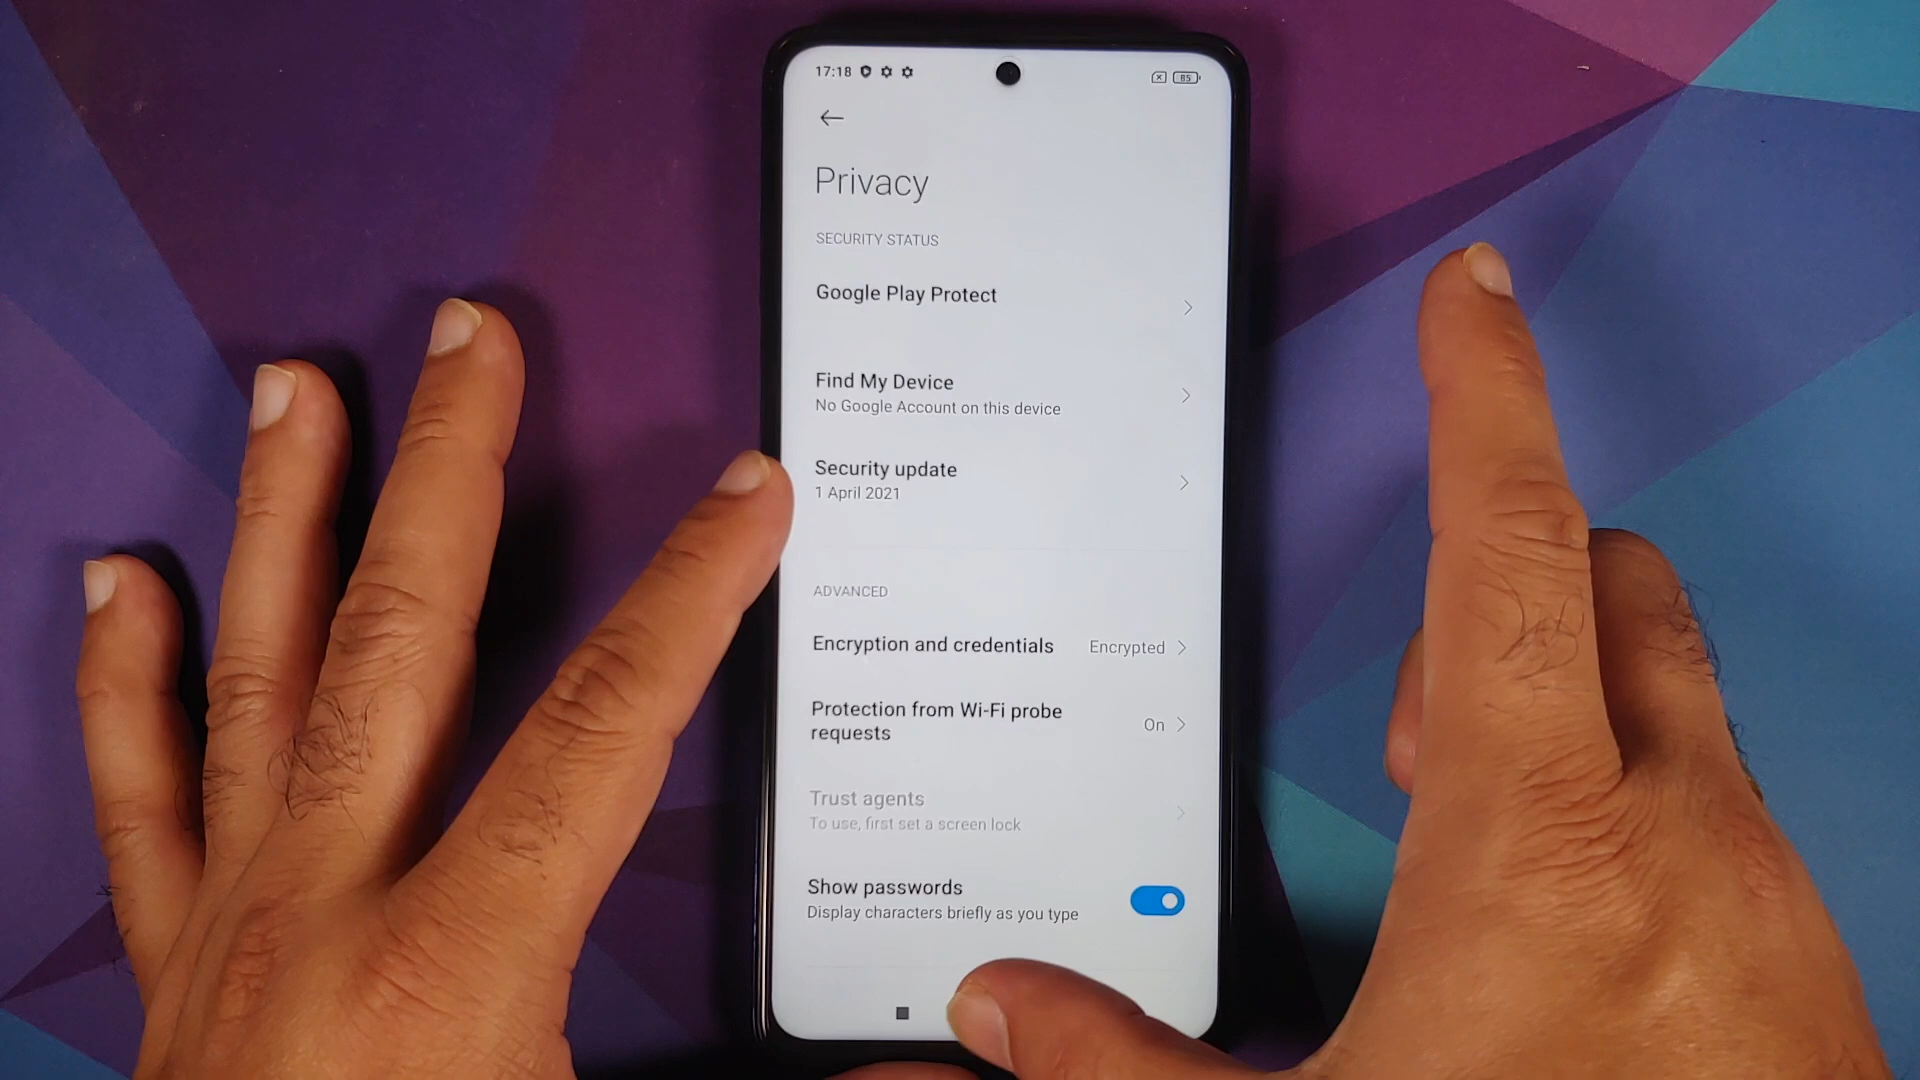 17:18
85
Privacy
SECURITY STATUS
Google Play Protect
Find My Device
No Google Account on this device
Security update
1 April 2021
ADVANCED
Encryption and credentials Encrypted
Protection from Wi-Fi probe
requests On
Trust agents
To use, first set a screen lock
Show passwords
Display characters briefly as you type